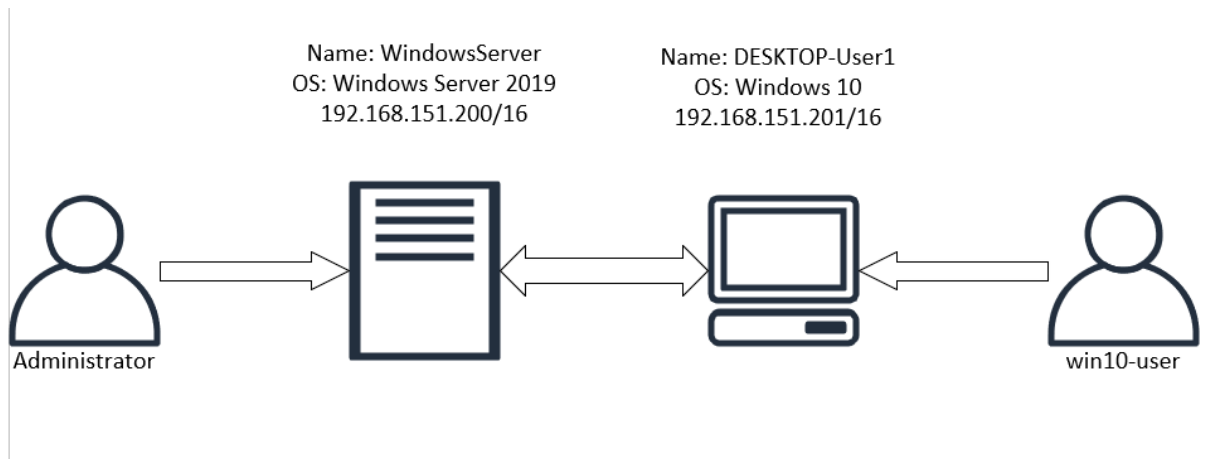 Name: WindowsServer
OS: Windows Server 2019
192.168.151.200/16
Name: DESKTOP-User1
OS: Windows 10
192.168.151.201/16
Administrator
win10-user